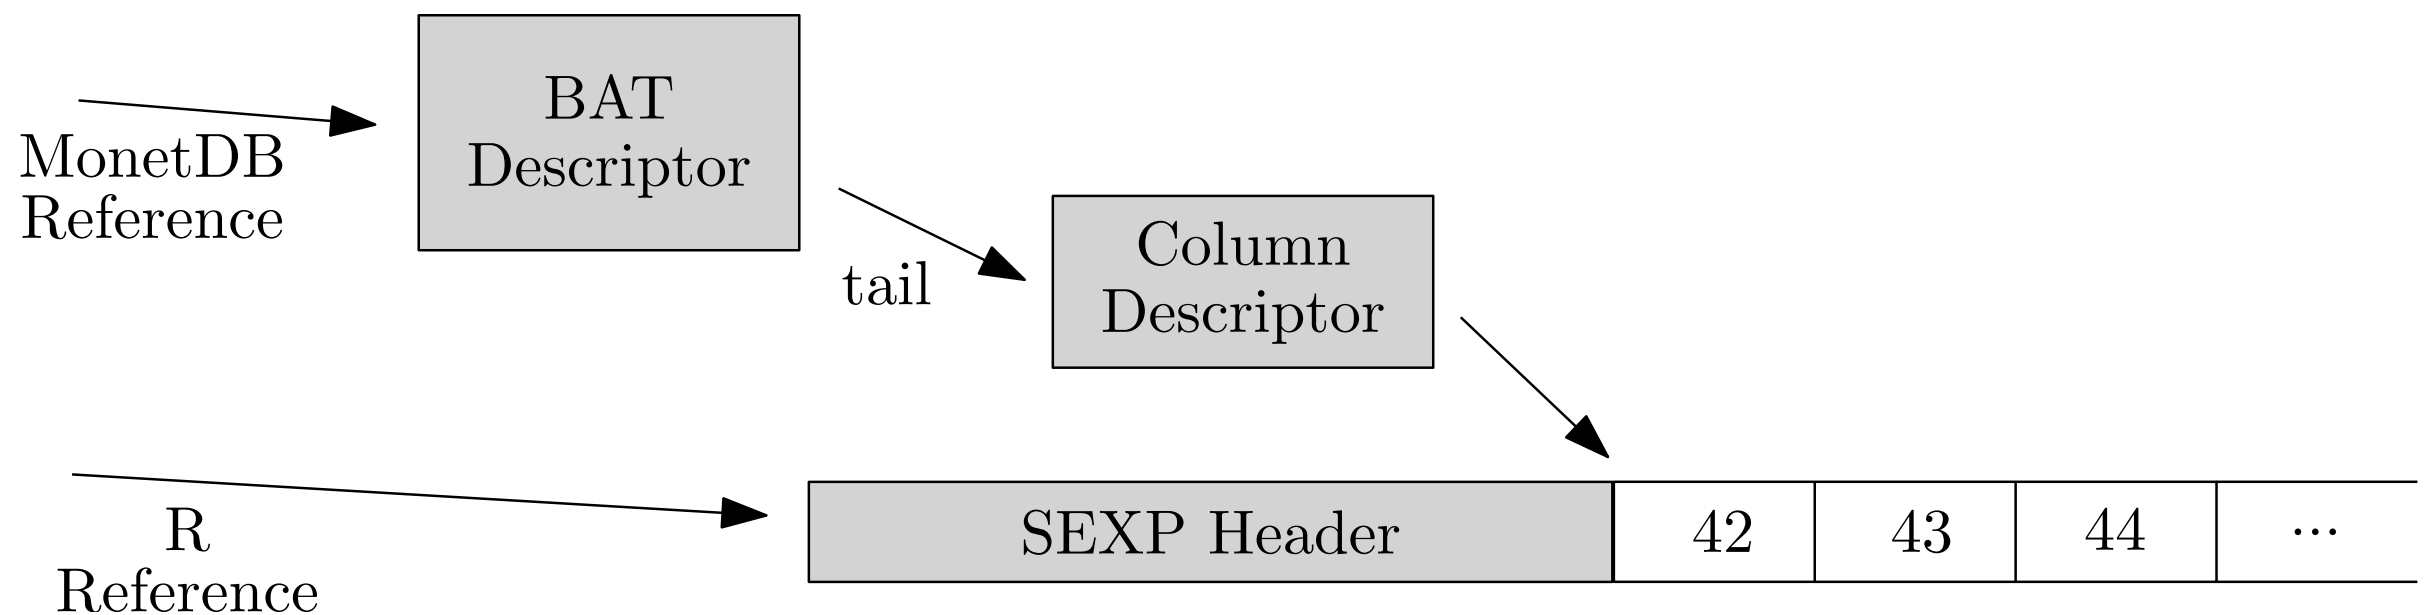 BAT
Descriptor
MonetDB
Reference
tail
Column
Descriptor
R
Reference
SEXP Header 42 43 44 ...